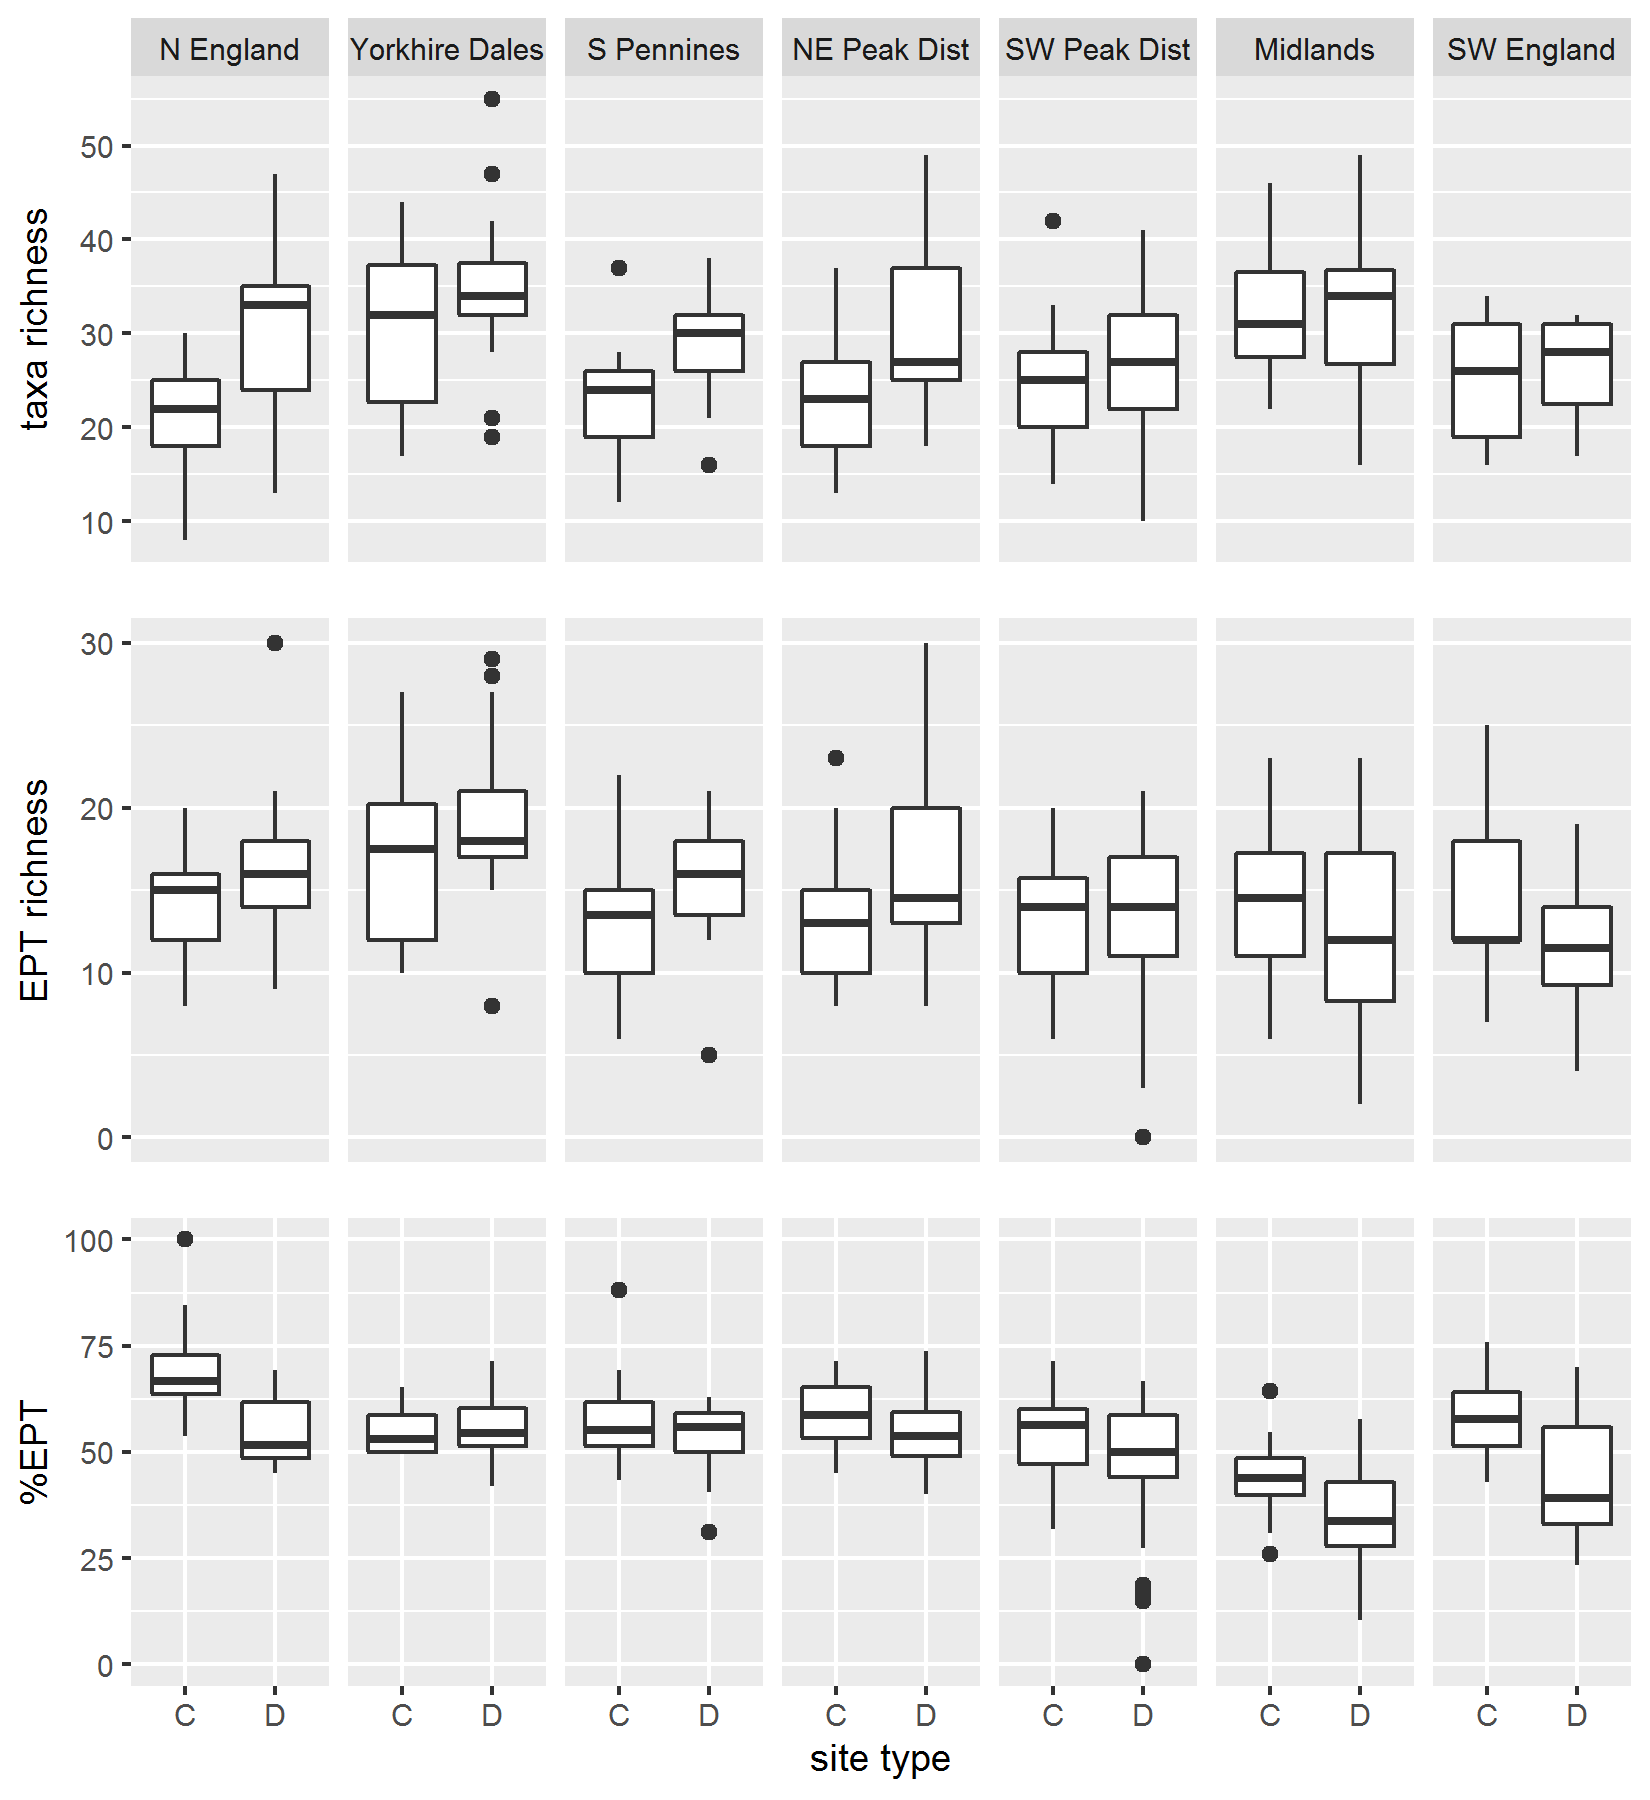 N England Yorkhire Dales S Pennines NE Peak Dist SW Peak Dist Midlands SW England
taxa richness
50
40
30
20
10
EPT richness
30
20
10
0
%EPT
100
75
50
25
0
C D C D C D C D C D C D C D
site type